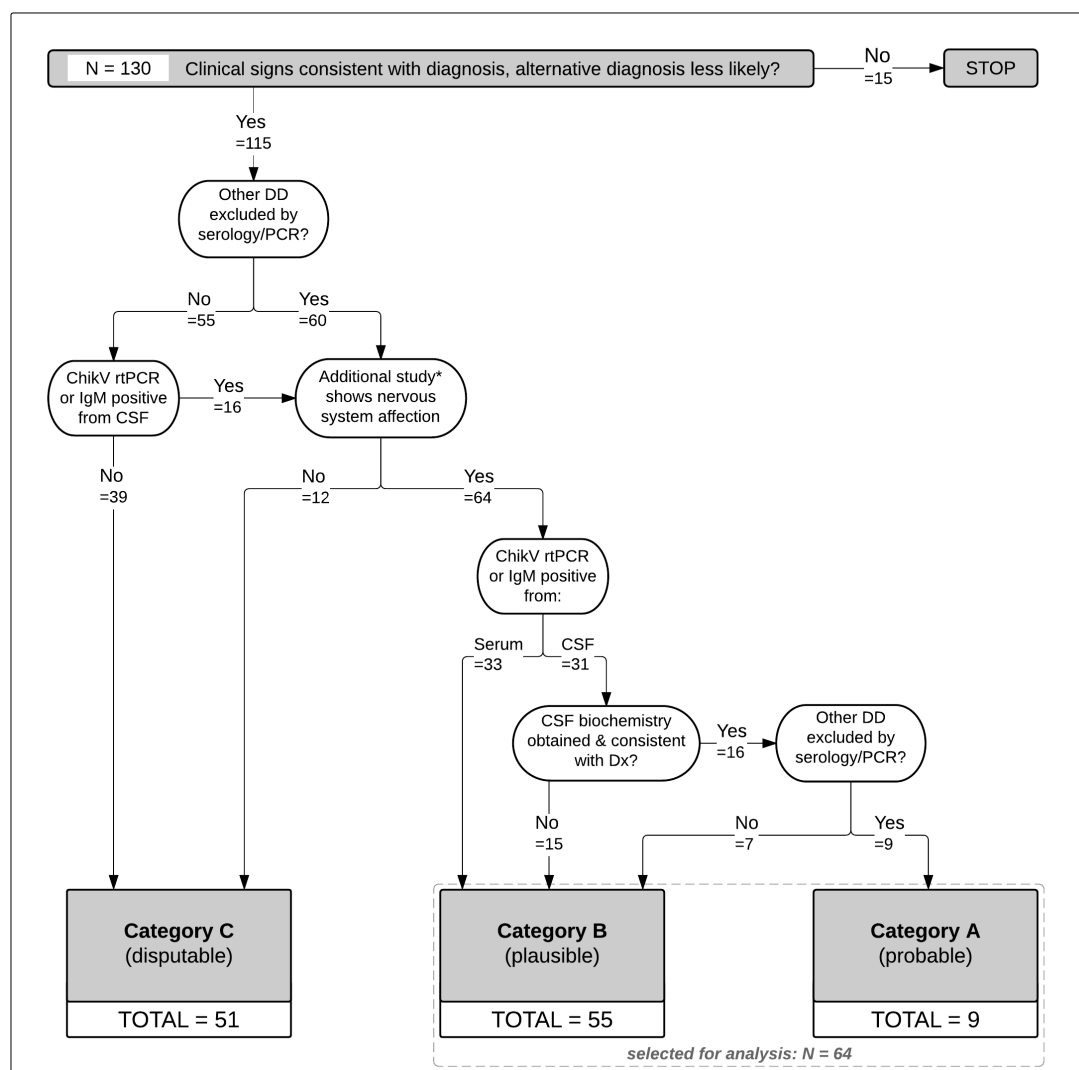 N = 130 Clinical signs consistent with diagnosis, alternative diagnosis less likely?
No
=15
STOP
Yes
=115
Other DD
excluded by
serology/PCR?
No
=55
Yes
=60
ChikV rtPCR
or IgM positive
from CSF
Yes
=16
Additional study*
shows nervous
system affection
No
=39
No
=12
Yes
=64
ChikV rtPCR
or IgM positive
from:
Serum
=33
CSF
=31
CSF biochemistry
obtained & consistent
with Dx?
Yes
=16
Other DD
excluded by
serology/PCR?
No
=15
No
=7
Yes
=9
Category C
(disputable)
TOTAL = 51
Category B
(plausible)
TOTAL = 55
Category A
(probable)
TOTAL = 9
selected for analysis: N = 64